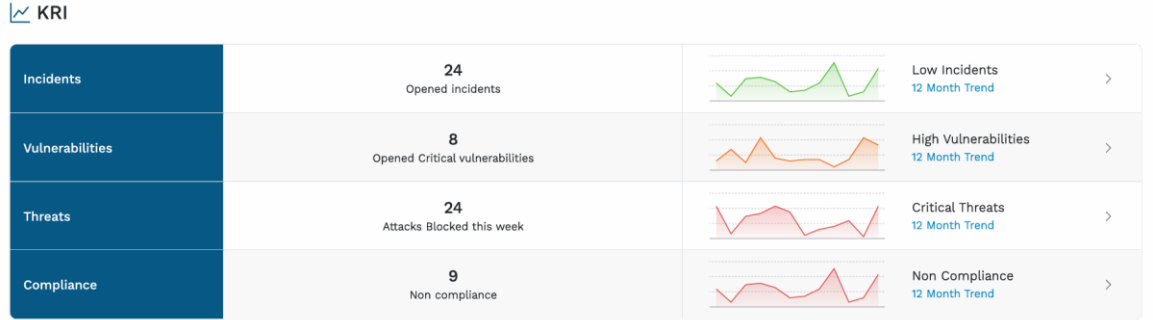 KRI
Incidents
24
Opened incidents
Low Incidents
12 Month Trend
Vulnerabilities
8
Opened Critical vulnerabilities
High Vulnerabilities
12 Month Trend
Threats
24
Attacks Blocked this week
Critical Threats
12 Month Trend
Compliance
9
Non compliance
Non Compliance
12 Month Trend